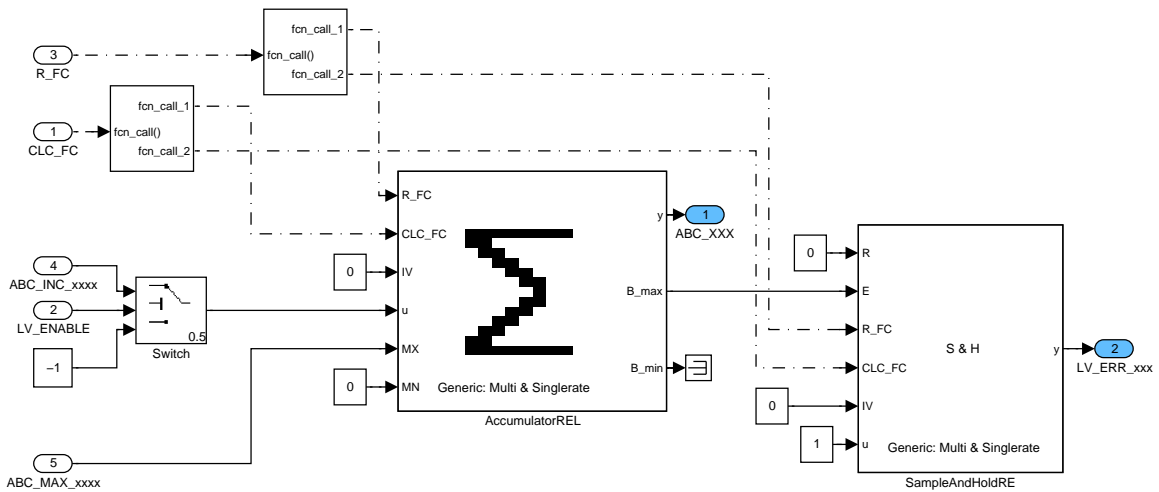 fcn_call_1
3
fcn_call()
R_FC
fcn_call_2
fcn_call_1
1
fcn_call()
CLC_FC
fcn_call_2
R_FC
y
1
ABC_XXX
CLC_FC
4
ABC_INC_xxxx
0
IV
0
R
2
LV_ENABLE
u
B_max
E
0.5
Switch
R_FC
−1
MX
S & H
y
2
LV_ERR_xxx
B_min
CLC_FC
0
MN
Generic: Multi & Singlerate
AccumulatorREL
0
IV
1
u
Generic: Multi & Singlerate
5
ABC_MAX_xxxx
SampleAndHoldRE